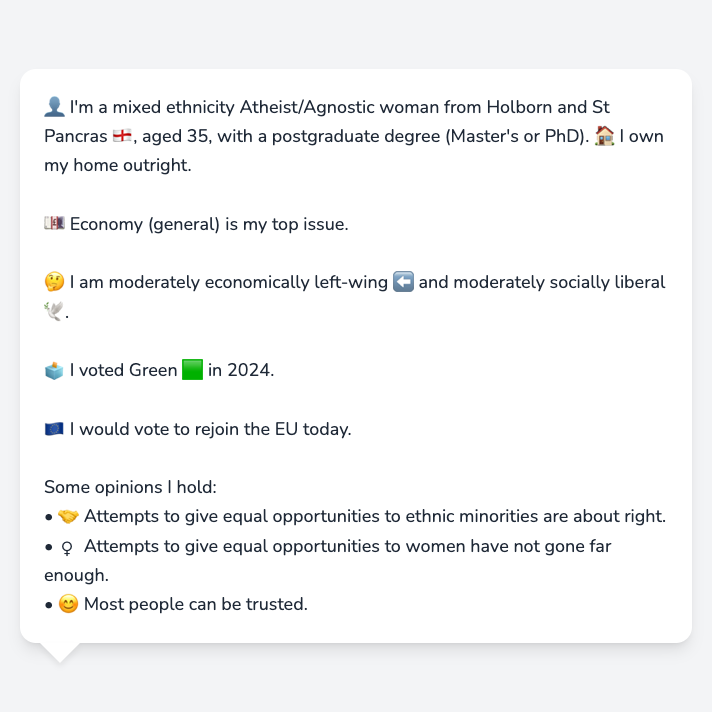 👤 I'm a mixed ethnicity Atheist/Agnostic woman from Holborn and St
Pancras 🏴󠁧󠁢󠁥󠁮󠁧󠁿, aged 35, with a postgraduate degree (Master's or PhD). 🏠 I own
my home outright.
💷 Economy (general) is my top issue.
🤔 I am moderately economically left-wing ⬅️ and moderately socially liberal
🕊️.
🗳️ I voted Green 🟩 in 2024.
🇪🇺 I would vote to rejoin the EU today.
Some opinions I hold:
• 🤝 Attempts to give equal opportunities to ethnic minorities are about right.
• ♀ Attempts to give equal opportunities to women have not gone far
enough.
• 😊 Most people can be trusted.